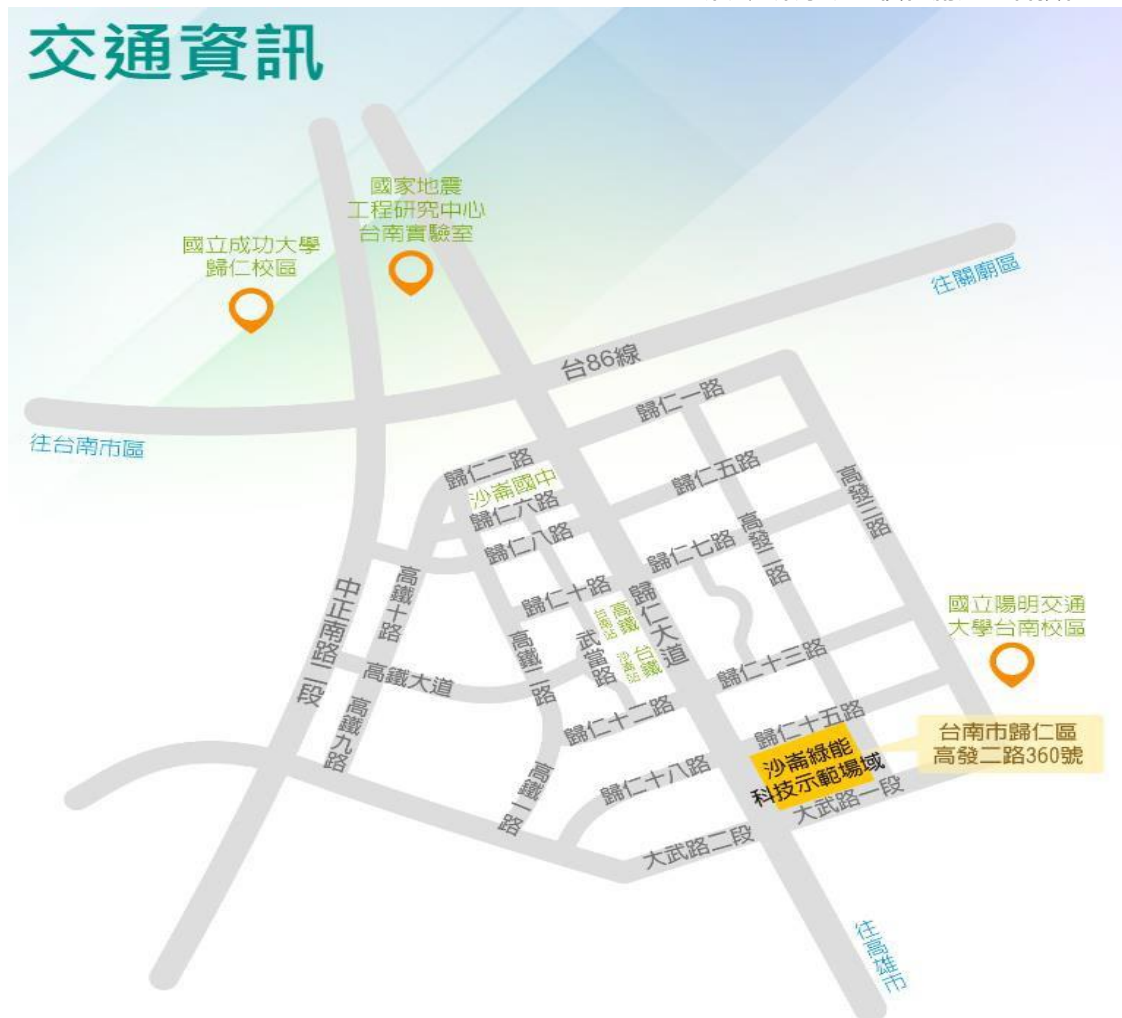 交通資訊
國家地震
工程研究中心
台南實驗室
國立成功大學
歸仁校區
往關廟區
台86線
往台南市區
歸仁一路
歸仁二路
沙崙國中
歸仁五路
歸仁六路
歸仁八路
高發三路
高發二路
歸仁七路
歸仁十路
高鐵十路
中正南路二段
高鐵
台南站
台鐵
沙崙站
歸仁大道
武當路
高鐵二路
高鐵大道
國立陽明交通
大學台南校區
歸仁十三路
高鐵九路
歸仁十二路
歸仁十五路
台南市歸仁區
高發二路360號
沙崙綠能
科技示範場域
高鐵一路
歸仁十八路
大武路一段
大武路二段
往高雄市